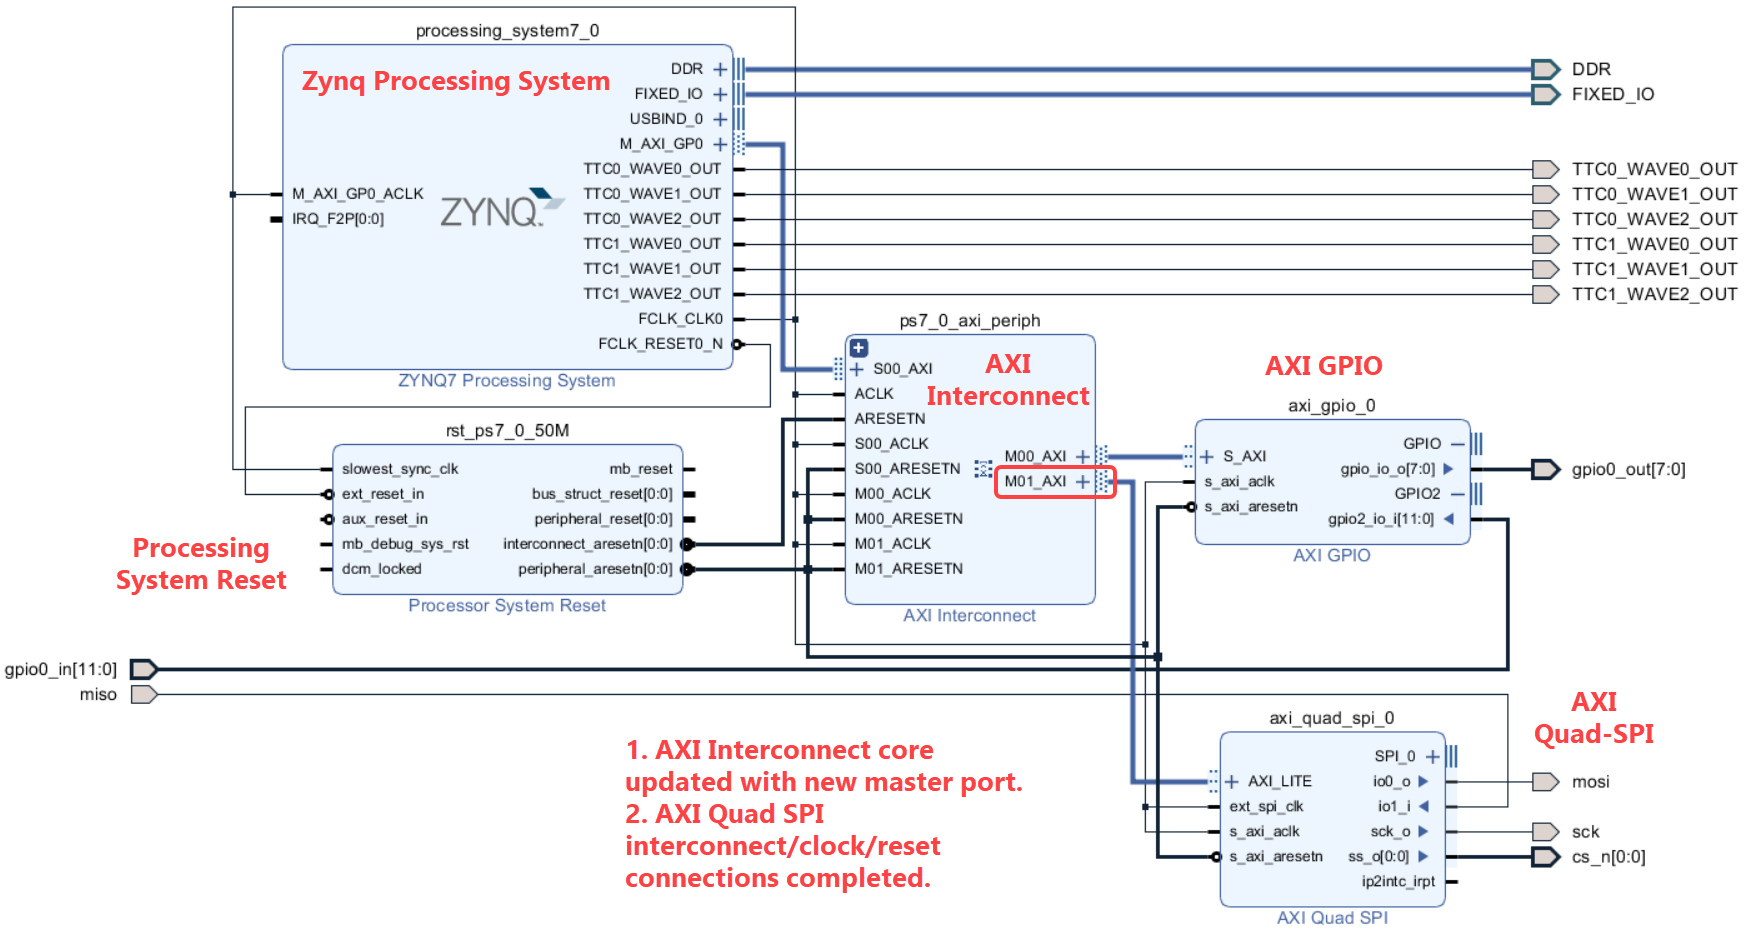 processing_system7_0
Zynq Processing System
DDR
FIXED_IO
USBIND_0
M_AXI_GP0
TTC0_WAVE0_OUT
M_AXI_GP0_ACLK
TTC0_WAVE1_OUT
IRQ_F2P[0:0]
ZYNQ
TTC0_WAVE2_OUT
TTC1_WAVE0_OUT
TTC1_WAVE1_OUT
TTC1_WAVE2_OUT
FCLK_CLK0
FCLK_RESET0_N
ZYNQ7 Processing System
DDR
FIXED_IO
TTC0_WAVE0_OUT
TTC0_WAVE1_OUT
TTC0_WAVE2_OUT
TTC1_WAVE0_OUT
TTC1_WAVE1_OUT
TTC1_WAVE2_OUT
rst_ps7_0_50M
slowest_sync_clk
mb_reset
ext_reset_in
bus_struct_reset[0:0]
aux_reset_in
peripheral_reset[0:0]
mb_debug_sys_rst
interconnect_aresetn[0:0]
dcm_locked
peripheral_aresetn[0:0]
Processor System Reset
Processing
System Reset
ps7_0_axi_periph
AXI
Interconnect
S00_AXI
ACLK
ARESETN
S00_ACLK
S00_ARESETN
M00_ACLK
M00_ARESETN
M01_ACLK
M01_ARESETN
M00_AXI
M01_AXI
AXI Interconnect
AXI GPIO
axi_gpio_0
S_AXI
s_axi_aclk
s_axi_aresetn
GPIO
gpio_io_o[7:0]
GPIO2
gpio2_io_i[11:0]
AXI GPIO
gpio0_out[7:0]
gpio0_in[11:0]
miso
1. AXI Interconnect core
updated with new master port.
2. AXI Quad SPI
interconnect/clock/reset
connections completed.
AXI
Quad-SPI
axi_quad_spi_0
AXI_LITE
ext_spi_clk
s_axi_aclk
s_axi_aresetn
SPI_0
io0_o
io1_i
sck_o
ss_o[0:0]
ip2intc_irpt
AXI Quad SPI
mosi
sck
cs_n[0:0]